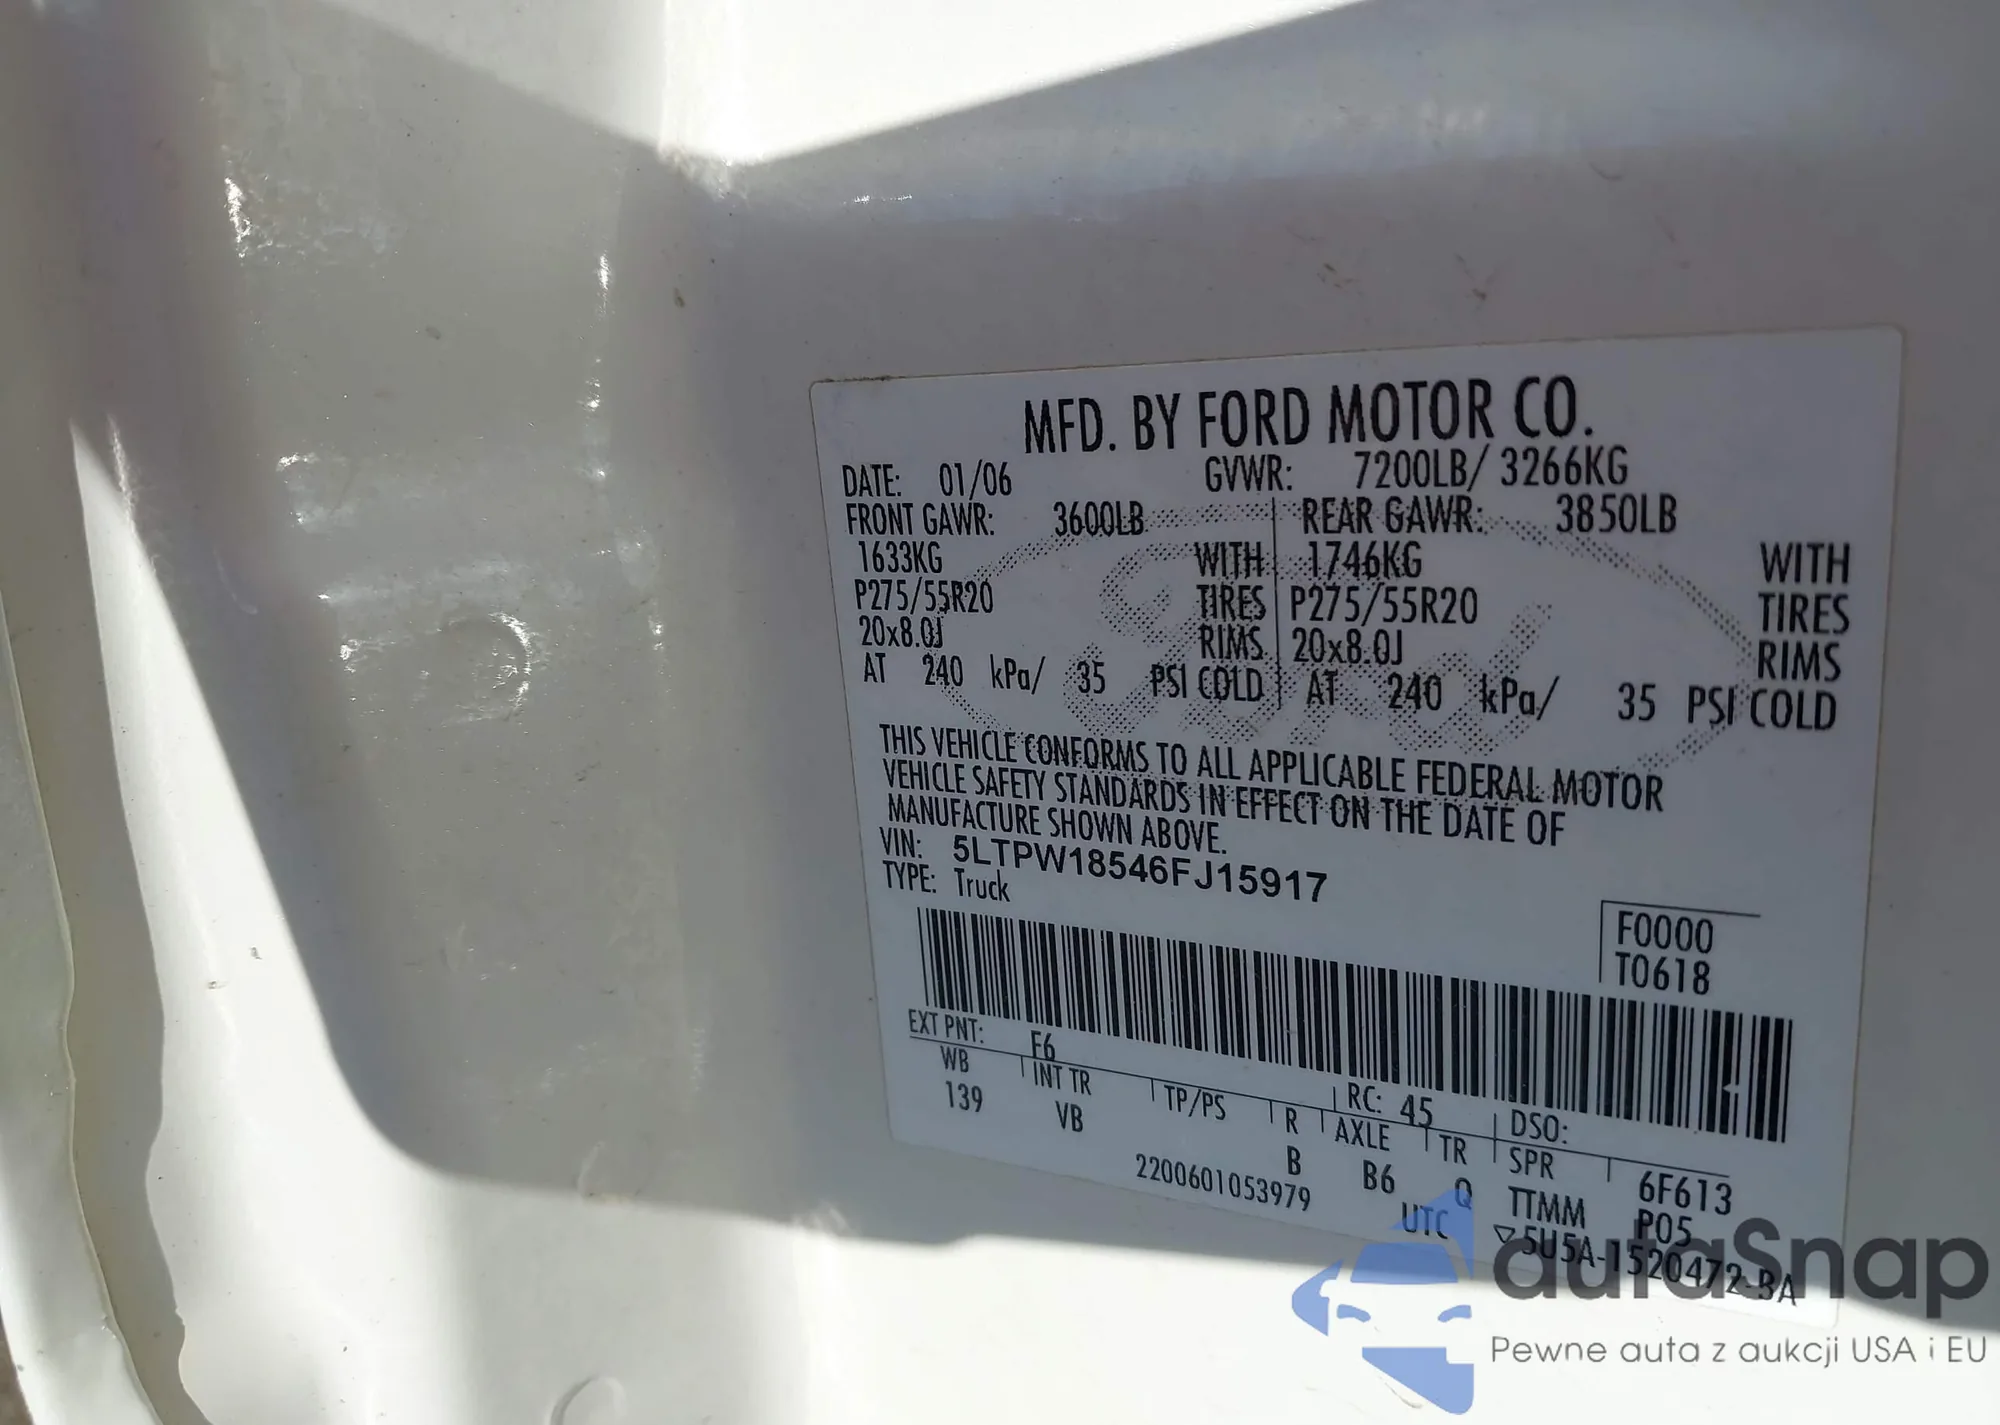 MFD. BY FORD MOTOR CO.
DATE: 01/06 GVWR: 7200LB/ 3266KG
FRONT GAWR: 3600LB REAR GAWR: 3850LB
1633KG WITH 1746KG WITH
P275/55R20 TIRES P275/55R20 TIRES
20x8.0J RIMS 20x8.0J RIMS
AT 240 kPa/ 35 PSI COLD AT 240 kPa/ 35 PSI COLD
THIS VEHICLE CONFORMS TO ALL APPLICABLE FEDERAL MOTOR
VEHICLE SAFETY STANDARDS IN EFFECT ON THE DATE OF
MANUFACTURE SHOWN ABOVE.
VIN: 5LTPW18546FJ15917
TYPE: Truck
F0000
T0618
EXT PNT: F6 RC: 45 DSO:
WB INT TR TP/PS R AXLE TR SPR 6F613
139 VB B B6 Q TTMM P05
2200601053979 UTC ▽5U5A-1520472-BA
Ford
autaSnap
Pewne auta z aukcji USA i EU